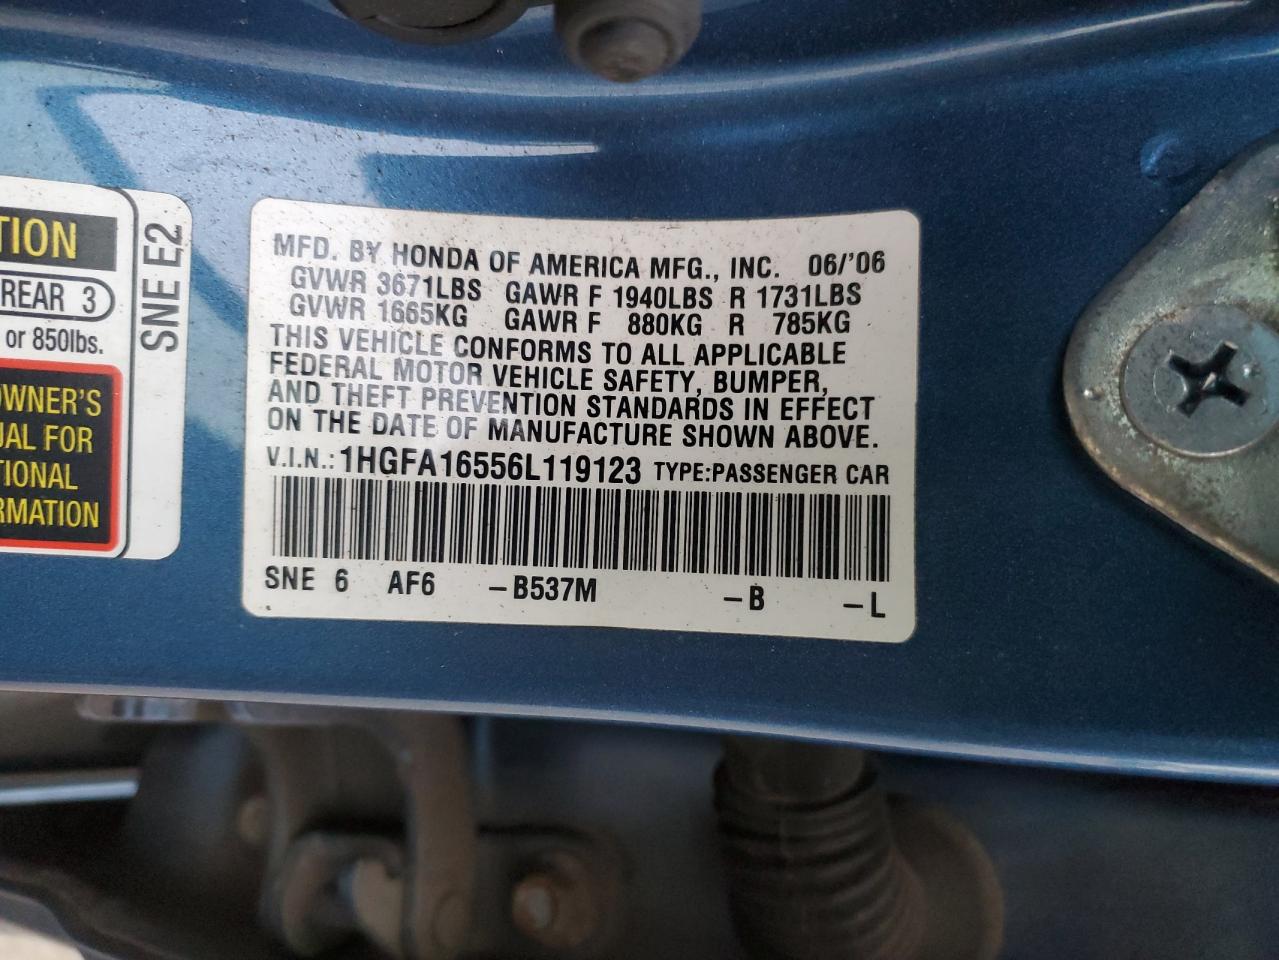 TION
REAR 3
or 850lbs.
OWNER'S
UAL FOR
TIONAL
RMATION
SNE E2
MFD. BY HONDA OF AMERICA MFG., INC. 06/'06
GVWR 3671LBS GAWR F 1940LBS R 1731LBS
GVWR 1665KG GAWR F 880KG R 785KG
THIS VEHICLE CONFORMS TO ALL APPLICABLE
FEDERAL MOTOR VEHICLE SAFETY, BUMPER,
AND THEFT PREVENTION STANDARDS IN EFFECT
ON THE DATE OF MANUFACTURE SHOWN ABOVE.
V.I.N.: 1HGFA16556L119123 TYPE:PASSENGER CAR
SNE 6 AF6 -B537M -B -L